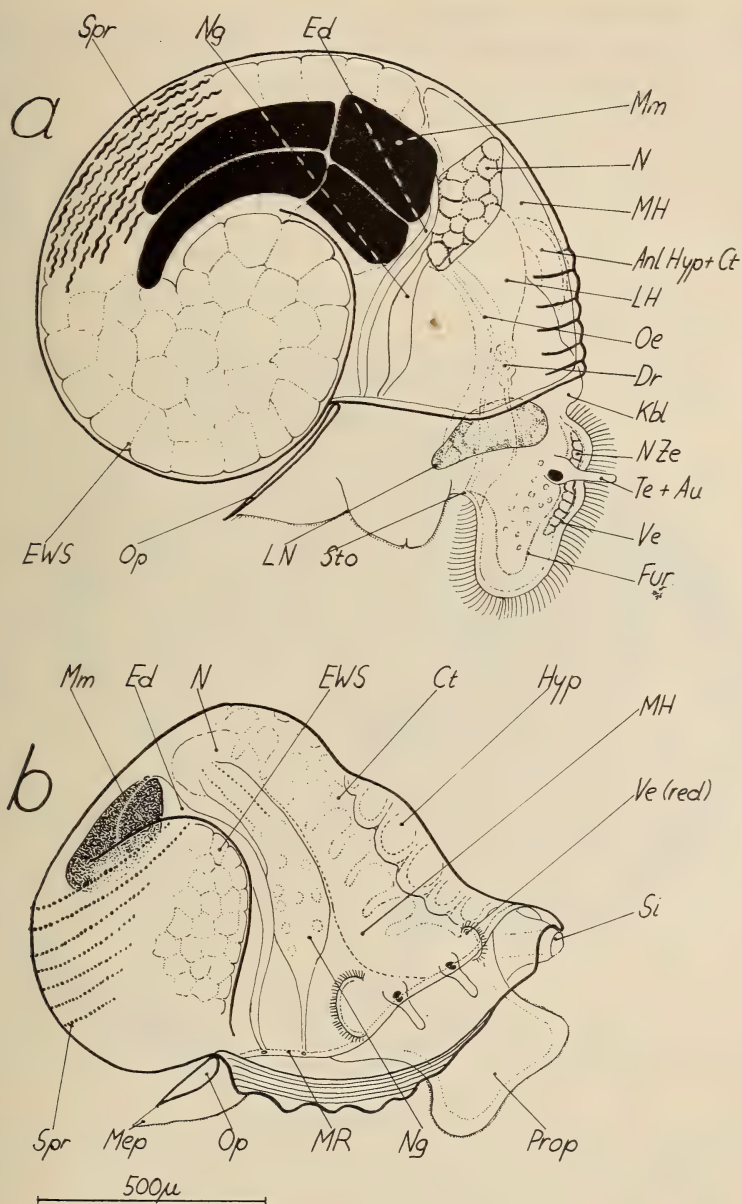 Spr Ng Ed
a
Mm
N
MH
Anl Hyp+Ct
LH
Oe
Dr
Kbl
NZe
Te+Au
Ve
Fur
EWS Op LN Sto
Mm Ed N EWS Ct Hyp
MH
b
Ve (red)
Si
Spr Mep Op MR Ng Prop
500μ